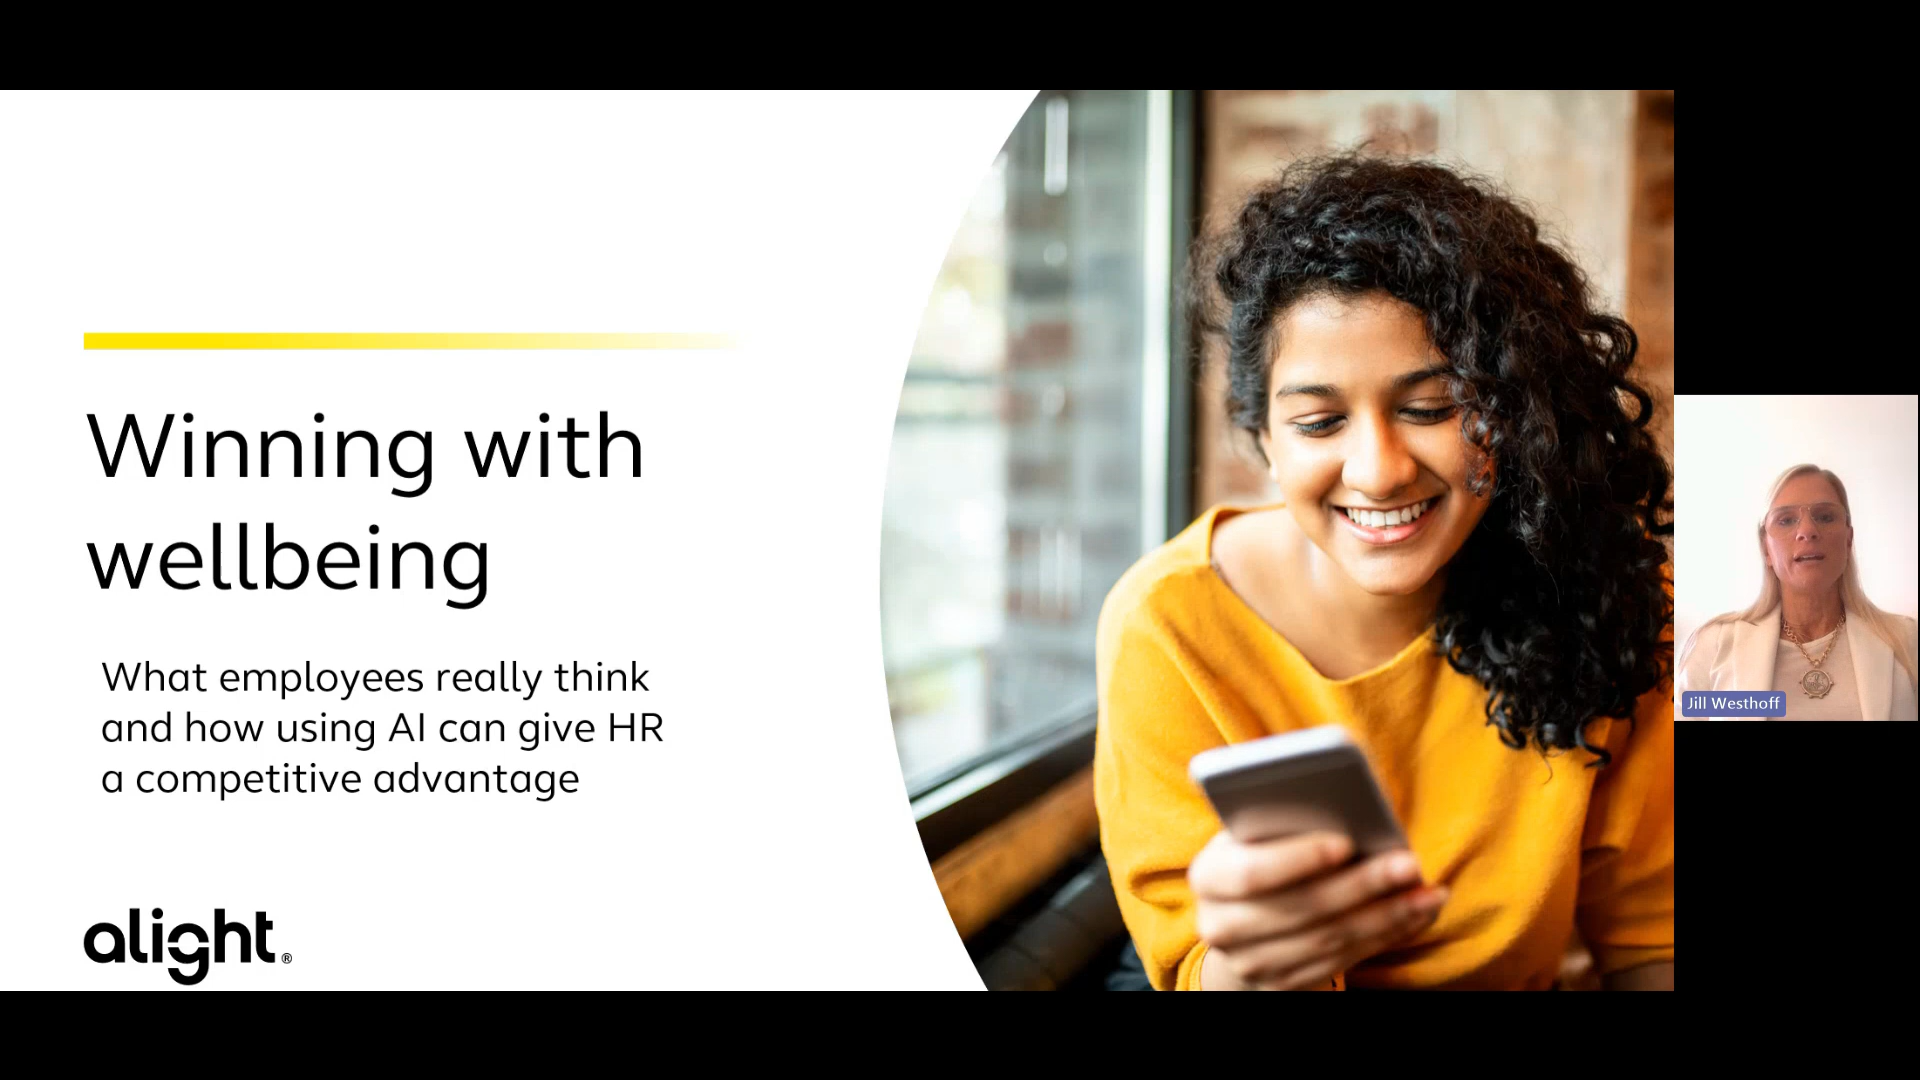 Winning with
wellbeing
What employees really think
and how using AI can give HR
a competitive advantage
alight®
Jill Westhoff